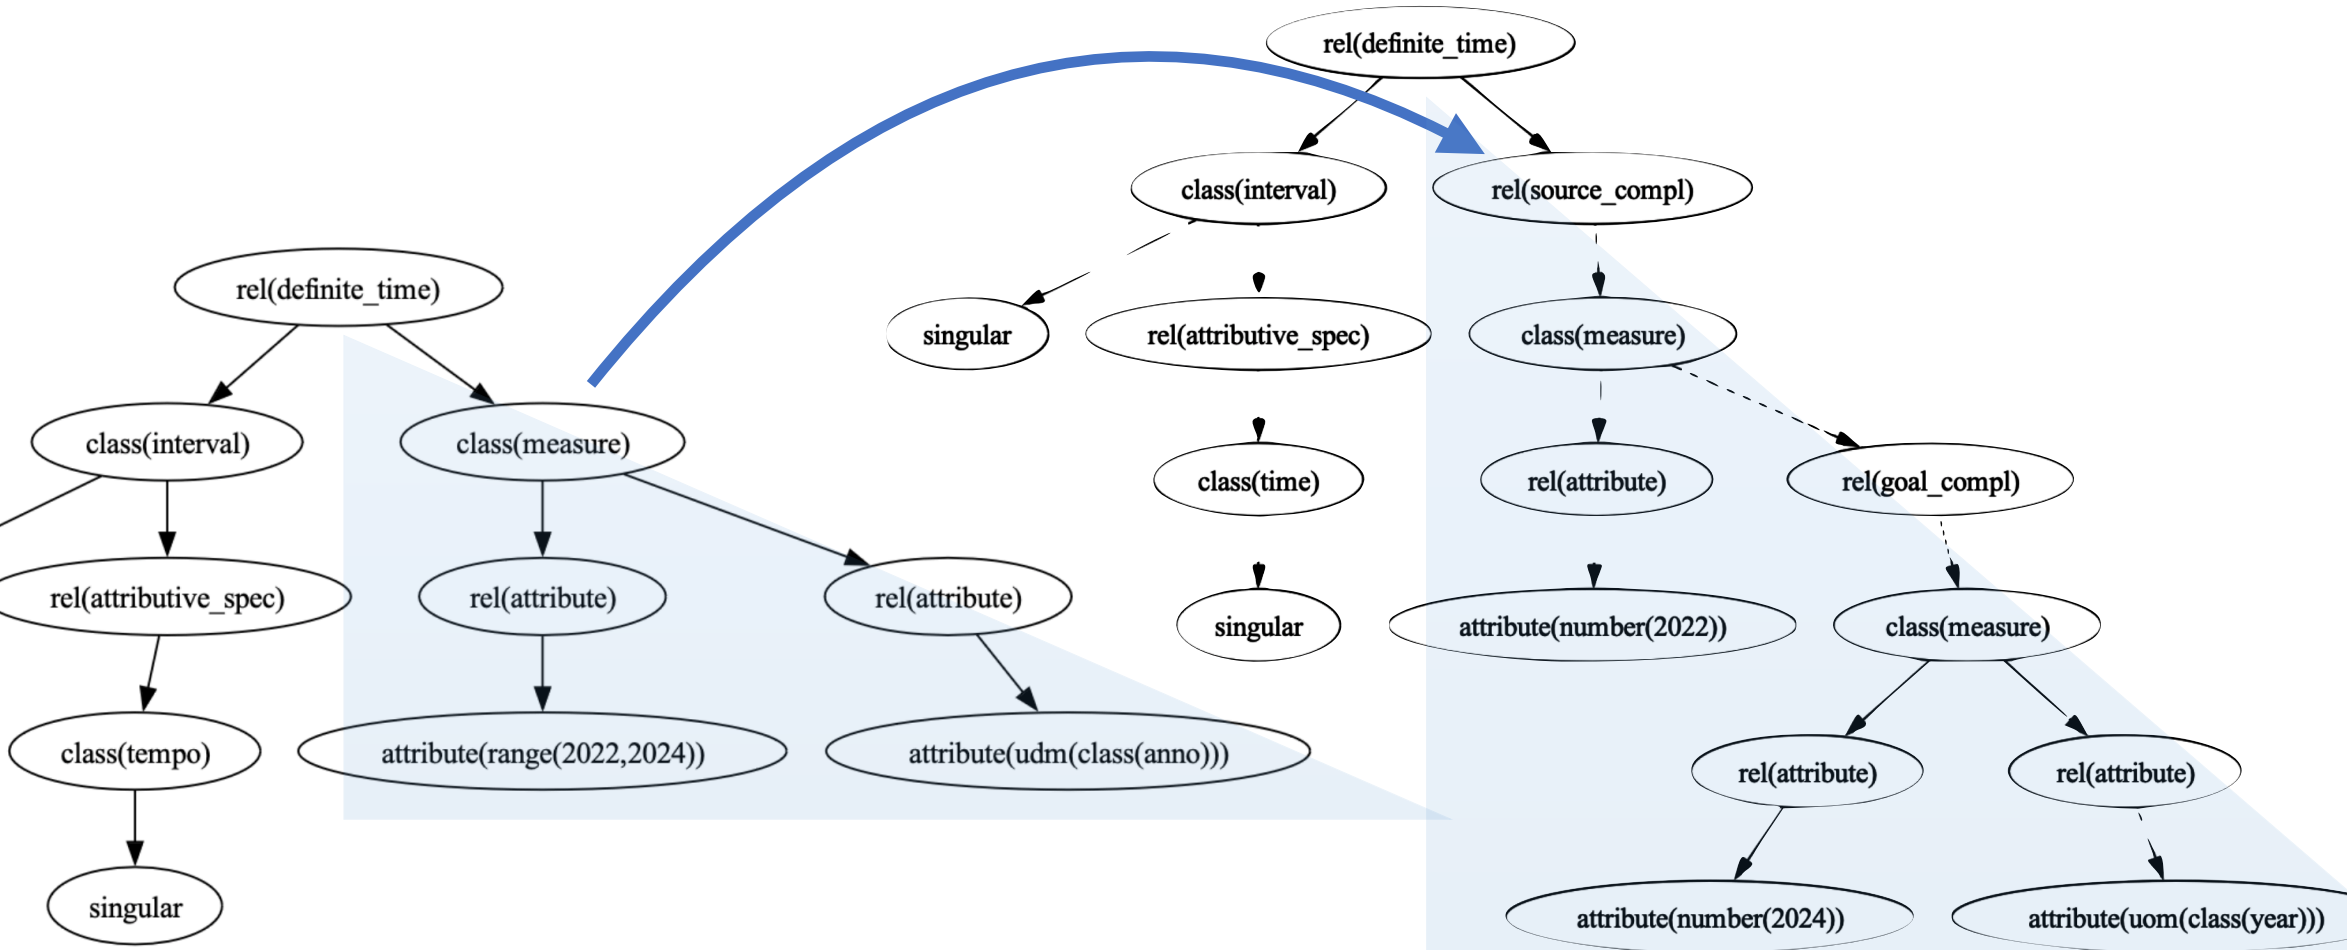 rel(definite_time)
class(interval)
rel(source_compl)
singular
rel(attributive_spec)
class(measure)
class(time)
rel(attribute)
rel(goal_compl)
singular
attribute(number(2022))
class(measure)
rel(attribute)
rel(attribute)
attribute(number(2024))
attribute(uom(class(year)))
rel(definite_time)
class(interval)
class(measure)
rel(attributive_spec)
rel(attribute)
rel(attribute)
class(tempo)
attribute(range(2022,2024))
attribute(udm(class(anno)))
singular